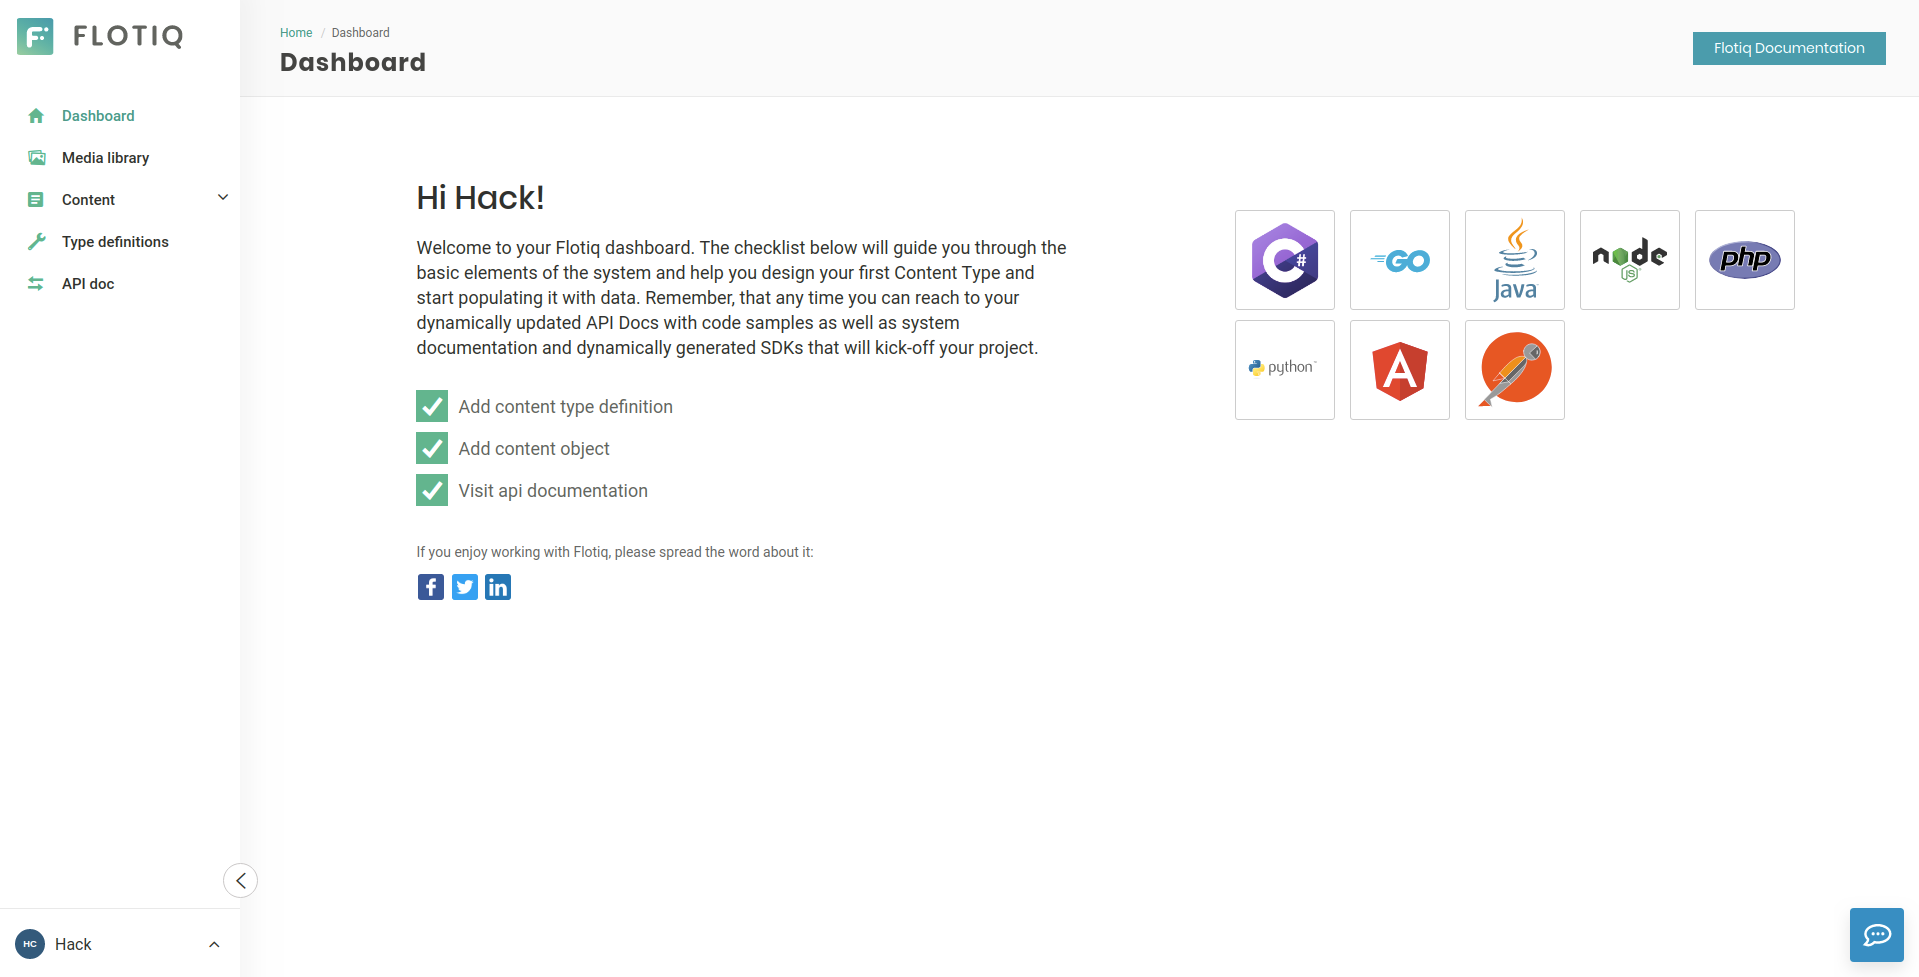 FLOTIQ
Home / Dashboard
Dashboard
Flotiq Documentation
Dashboard
Media library
Content
Type definitions
API doc
Hi Hack!
Welcome to your Flotiq dashboard. The checklist below will guide you through the
basic elements of the system and help you design your first Content Type and
start populating it with data. Remember, that any time you can reach to your
dynamically updated API Docs with code samples as well as system
documentation and dynamically generated SDKs that will kick-off your project.
Add content type definition
Add content object
Visit api documentation
If you enjoy working with Flotiq, please spread the word about it:
f in
C# GO Java node JS php
python™ A
HC Hack